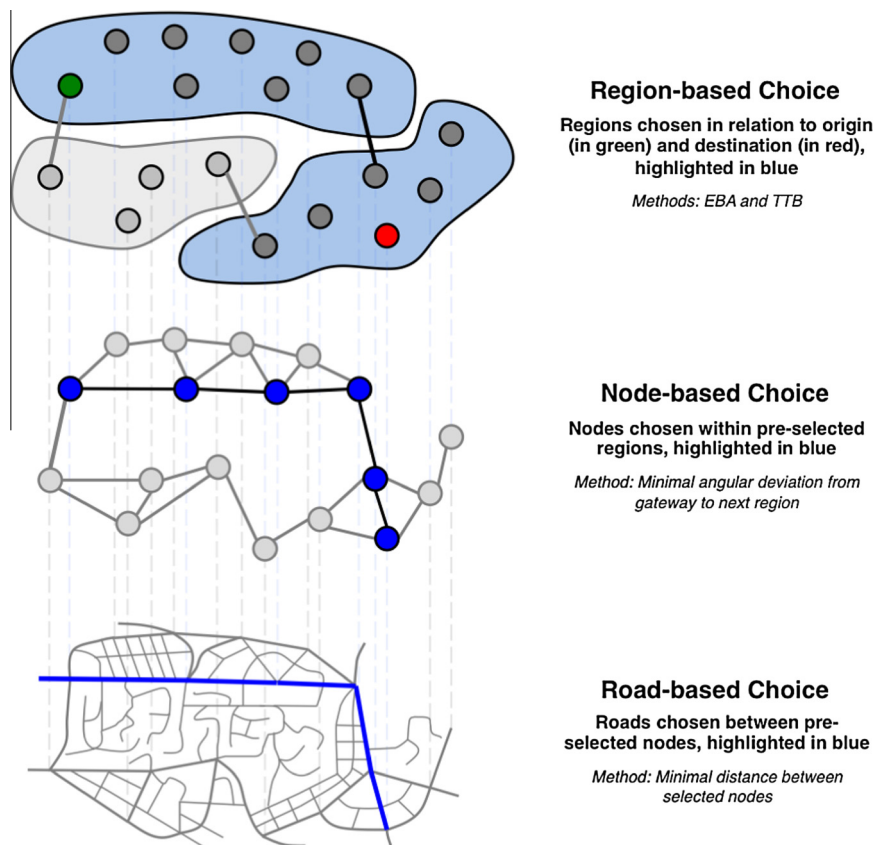 Region-based Choice
Regions chosen in relation to origin
(in green) and destination (in red),
highlighted in blue
Methods: EBA and TTB
Node-based Choice
Nodes chosen within pre-selected
regions, highlighted in blue
Method: Minimal angular deviation from
gateway to next region
Road-based Choice
Roads chosen between pre-
selected nodes, highlighted in blue
Method: Minimal distance between
selected nodes